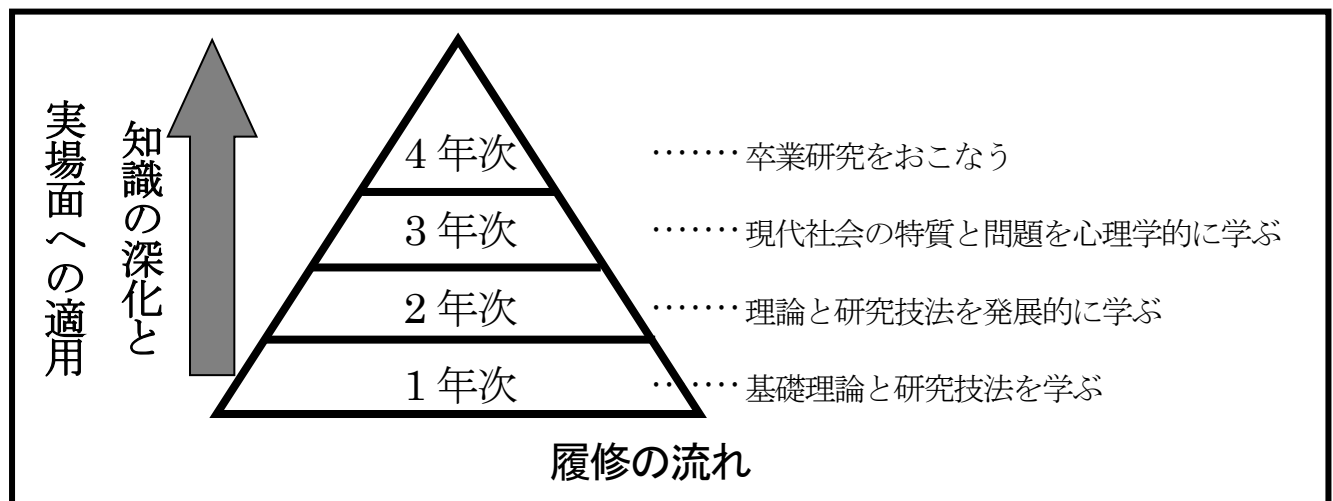 知識の深化と
実場面への適用
4 年次 ……… 卒業研究をおこなう
3 年次 ……… 現代社会の特質と問題を心理学的に学ぶ
2 年次 ……… 理論と研究技法を発展的に学ぶ
1 年次 ……… 基礎理論と研究技法を学ぶ
履修の流れ